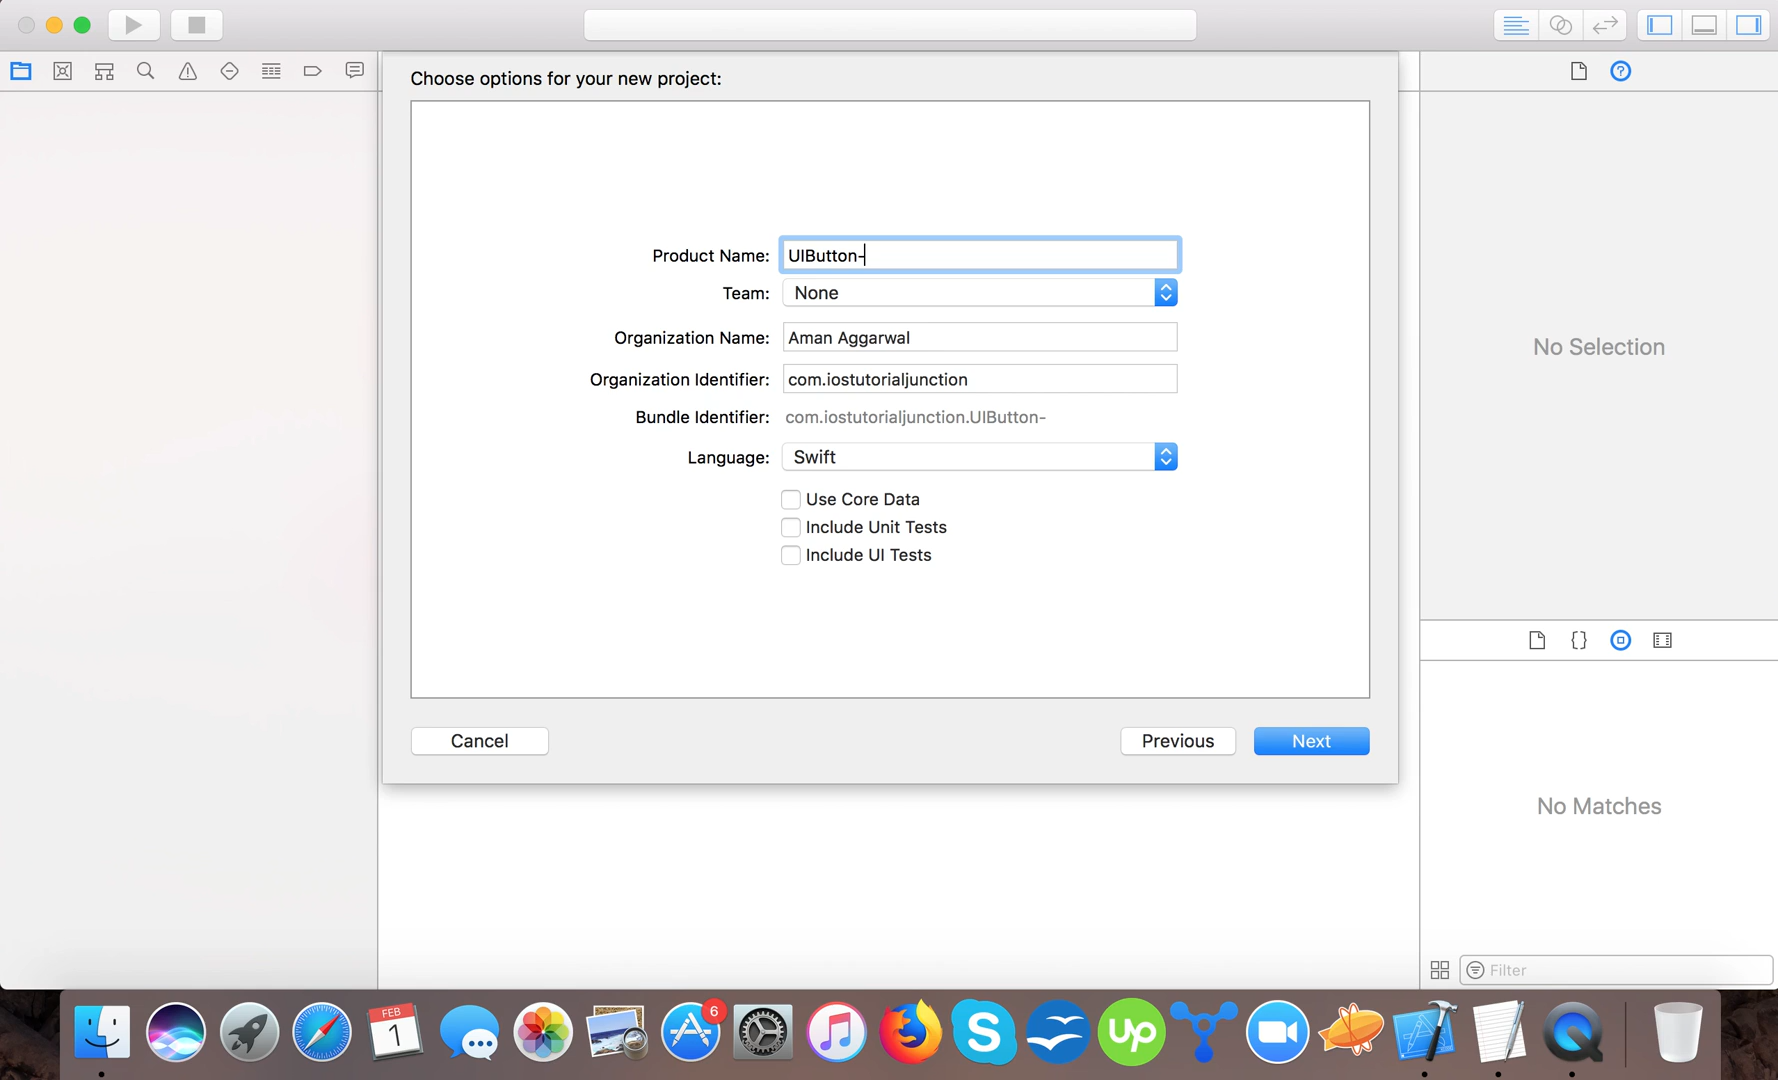 Choose options for your new project:
Product Name: UIButton-
Team: None
Organization Name: Aman Aggarwal
Organization Identifier: com.iostutorialjunction
Bundle Identifier: com.iostutorialjunction.UIButton-
Language: Swift
Use Core Data
Include Unit Tests
Include UI Tests
Cancel
Previous
Next
?
No Selection
{}
No Matches
Filter
FEB
1
6
S
up